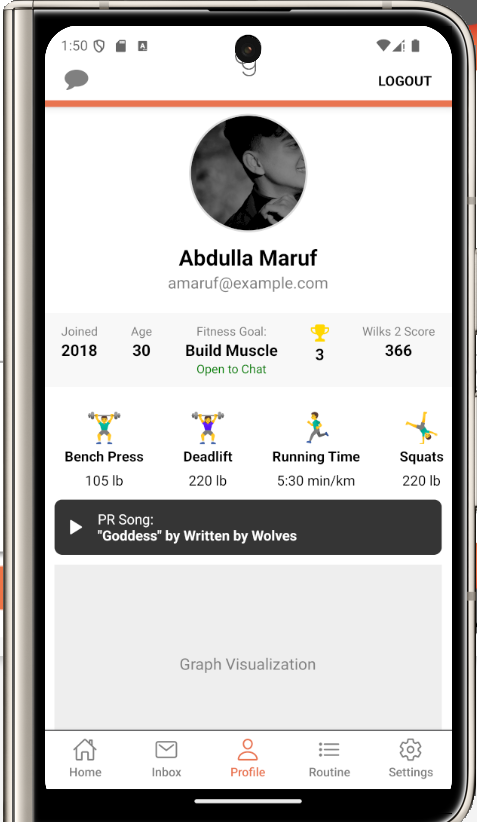 1:50
LOGOUT
Abdulla Maruf
amaruf@example.com
Joined Age Fitness Goal: Wilks 2 Score
2018 30 Build Muscle 3 366
Open to Chat
Bench Press Deadlift Running Time Squats
105 lb 220 lb 5:30 min/km 220 lb
PR Song:
"Goddess" by Written by Wolves
Graph Visualization
Home Inbox Profile Routine Settings